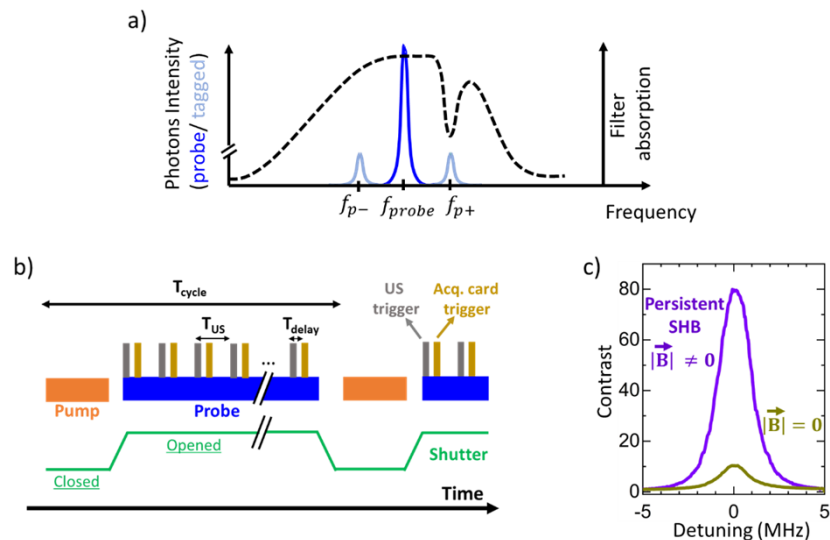 a)
Photons Intensity
(probe/ tagged)
Filter
absorption
f_{p-}
f_{probe}
f_{p+}
Frequency
b)
T_{cycle}
US
trigger
Acq. card
trigger
T_{US}
T_{delay}
...
Pump
Probe
Opened
Shutter
Closed
Time
c)
Contrast
80
60
40
20
0
Persistent
SHB
|B⃗| ≠ 0
|B⃗| = 0
-5
0
5
Detuning (MHz)